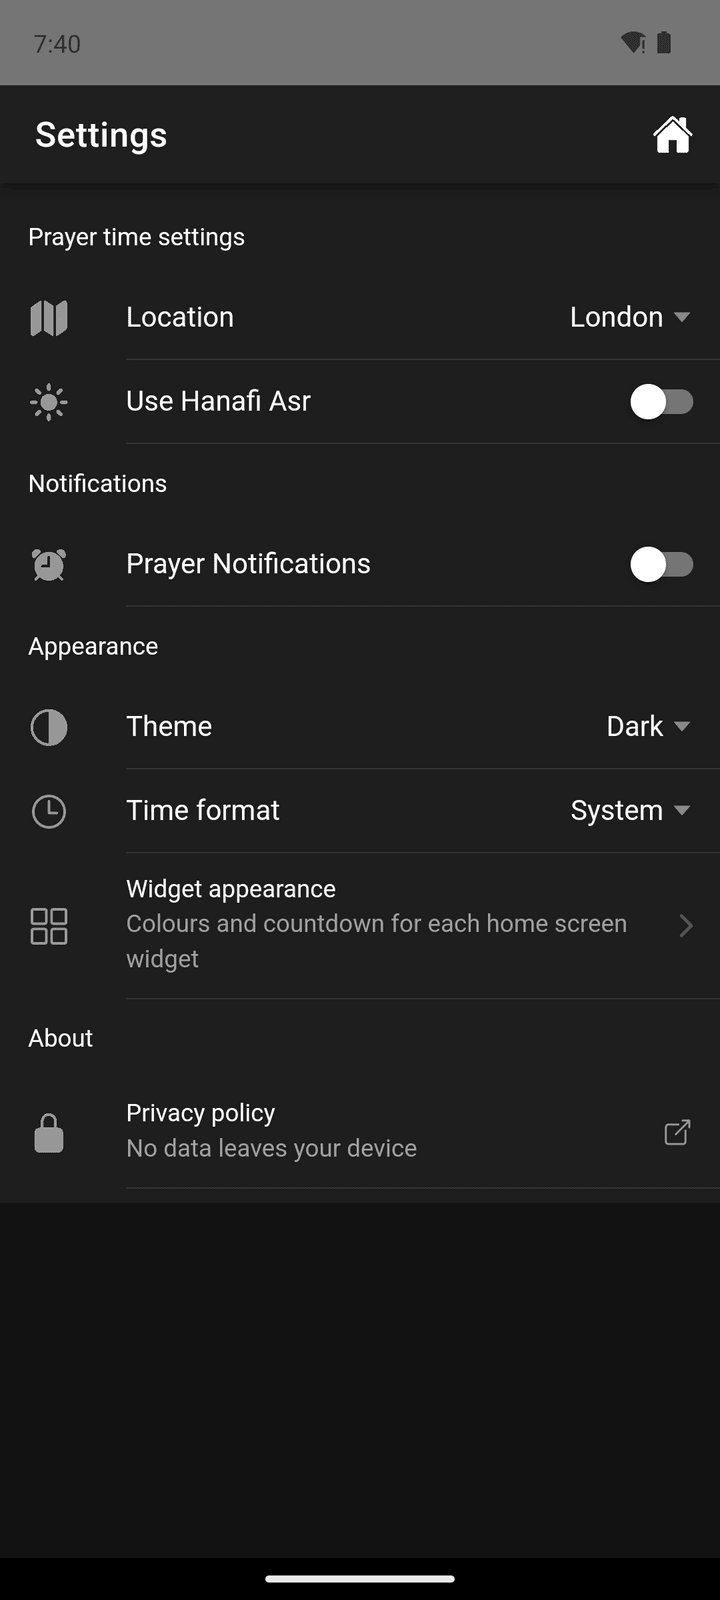 7:40
Settings
Prayer time settings
Location
London
Use Hanafi Asr
Notifications
Prayer Notifications
Appearance
Theme
Dark
Time format
System
Widget appearance
Colours and countdown for each home screen
widget
About
Privacy policy
No data leaves your device